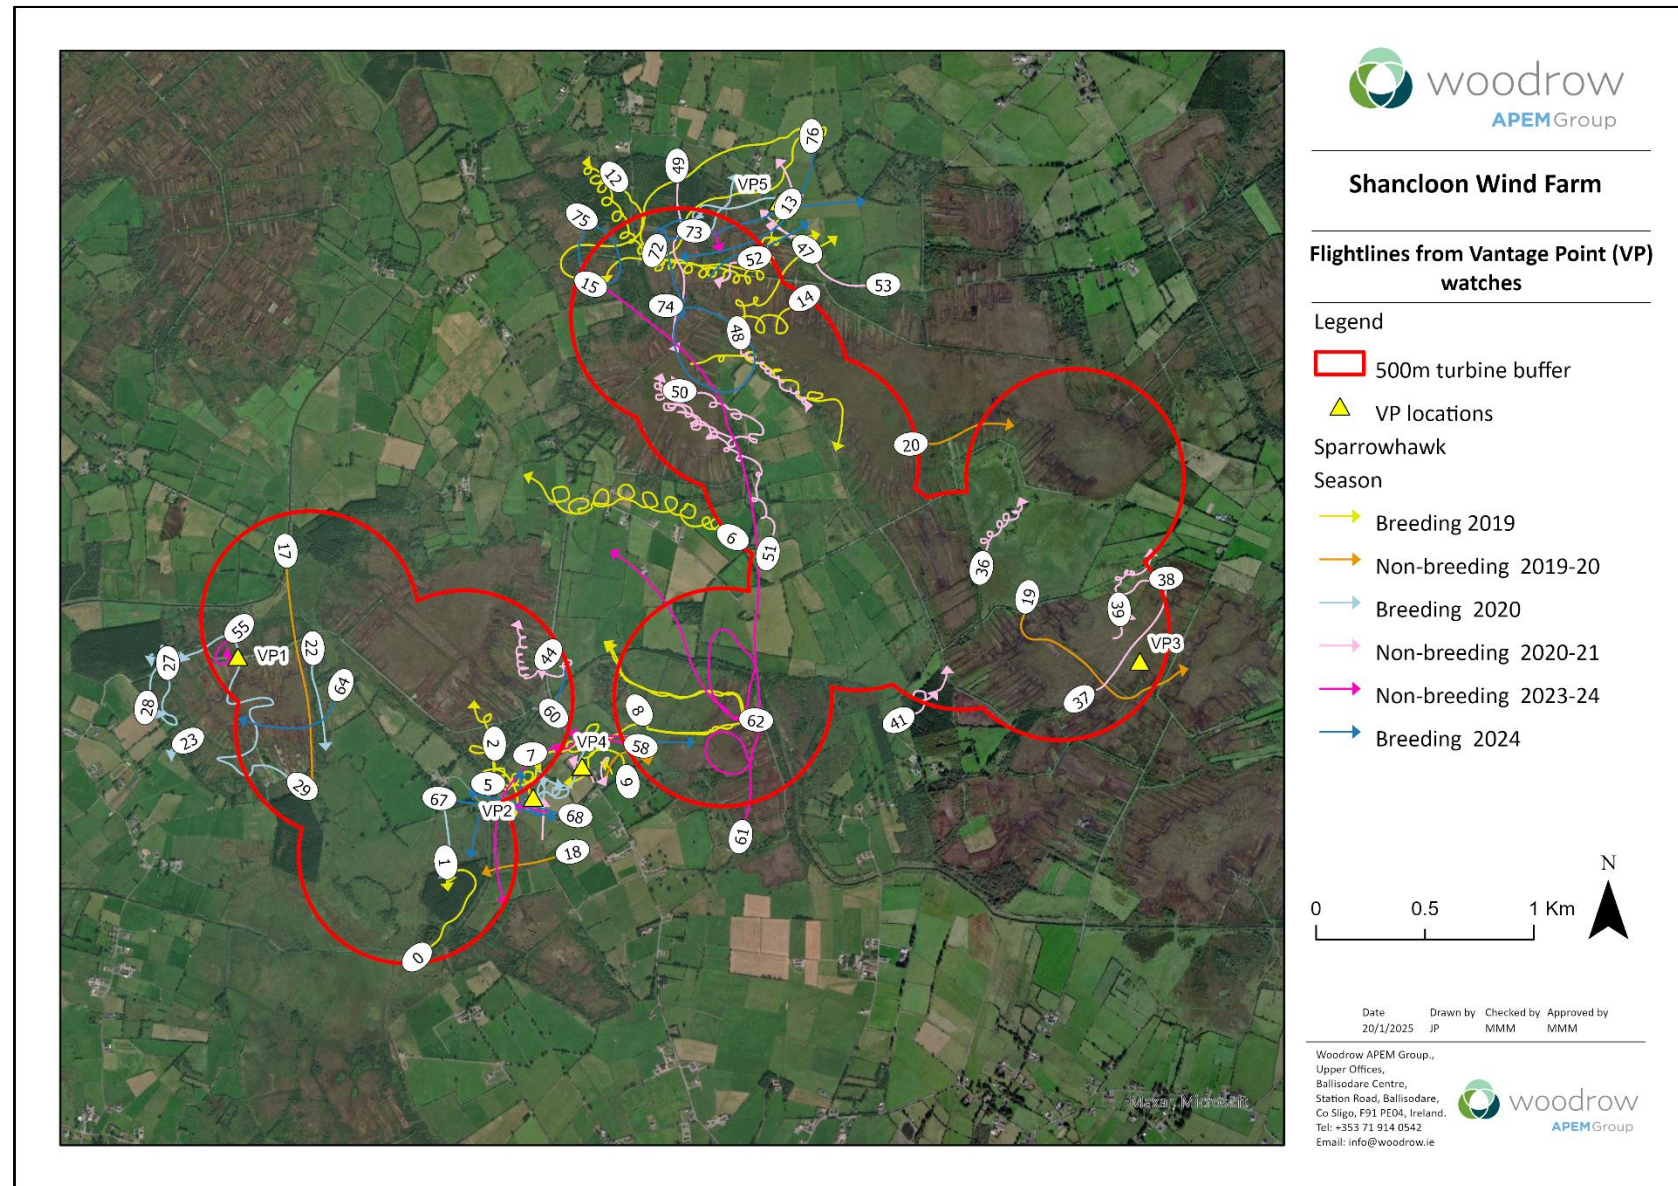 woodrow
APEM Group
Shancloon Wind Farm
Flightlines from Vantage Point (VP)
watches
Legend
500m turbine buffer
VP locations
Sparrowhawk
Season
Breeding 2019
Non-breeding 2019-20
Breeding 2020
Non-breeding 2020-21
Non-breeding 2023-24
Breeding 2024
N
0 0.5 1 Km
Date Drawn by Checked by Approved by
20/1/2025 JP MMM MMM
Woodrow APEM Group.,
Upper Offices,
Ballisodare Centre,
Station Road, Ballisodare,
Co Sligo, F91 PE04, Ireland.
Tel: +353 71 914 0542
Email: info@woodrow.ie
woodrow
APEM Group
76
49
12
VP5
13
75
73
72
47
52
15
53
14
74
48
50
20
6
51
17
36
38
19
39
55
VP1
27
22
44
VP3
64
28
60
8
62
37
41
23
2
VP4
58
7
29
5
9
67
VP2
68
61
18
1
0
Maxar, Microsoft